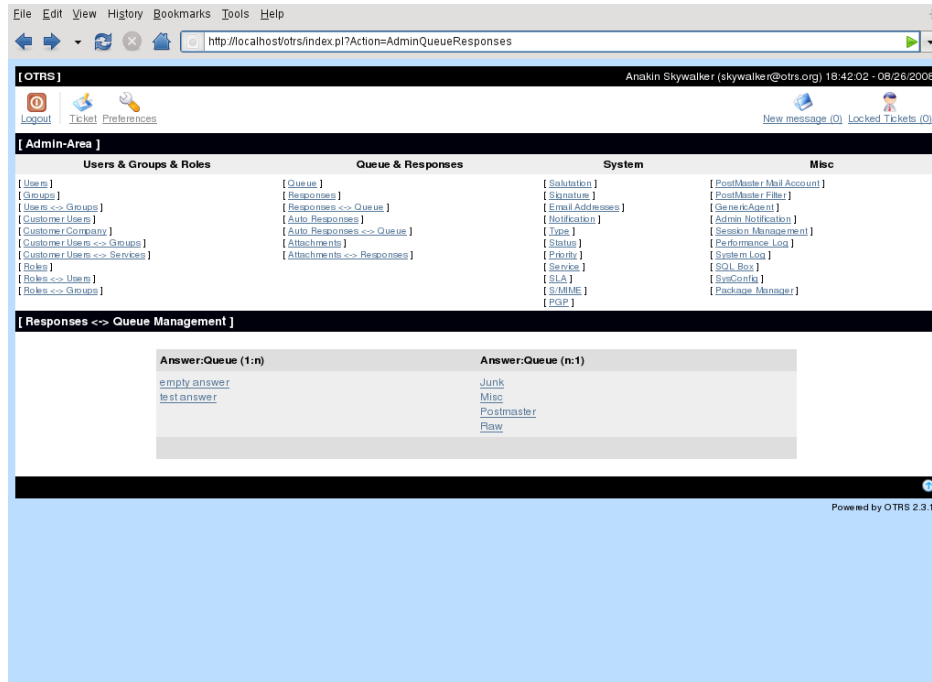 File Edit View History Bookmarks Tools Help
http://localhost/otrs/index.pl?Action=AdminQueueResponses
[ OTRS ] Anakin Skywalker (skywalker@otrs.org) 18:42:02 - 08/26/2008
Logout Ticket Preferences New message (0) Locked Tickets (0)
[ Admin-Area ]
Users & Groups & Roles Queue & Responses System Misc
[ Users ] [ Queue ] [ Salutation ] [ PostMaster Mail Account ]
[ Groups ] [ Responses ] [ Signature ] [ PostMaster Filter ]
[ Users <-> Groups ] [ Responses <-> Queue ] [ Email Addresses ] [ GenericAgent ]
[ Customer Users ] [ Auto Responses ] [ Notification ] [ Admin Notification ]
[ Customer Company ] [ Auto Responses <-> Queue ] [ Type ] [ Session Management ]
[ Customer Users <-> Groups ] [ Attachments ] [ Status ] [ Performance Log ]
[ Customer Users <-> Services ] [ Attachments <-> Responses ] [ Priority ] [ System Log ]
[ Roles ] [ Service ] [ SQL Box ]
[ Roles <-> Users ] [ SLA ] [ SysConfig ]
[ Roles <-> Groups ] [ S/MIME ] [ Package Manager ]
[ PGP ]
[ Responses <-> Queue Management ]
Answer:Queue (1:n) Answer:Queue (n:1)
empty answer Junk
test answer Misc
Postmaster
Raw
Powered by OTRS 2.3.1